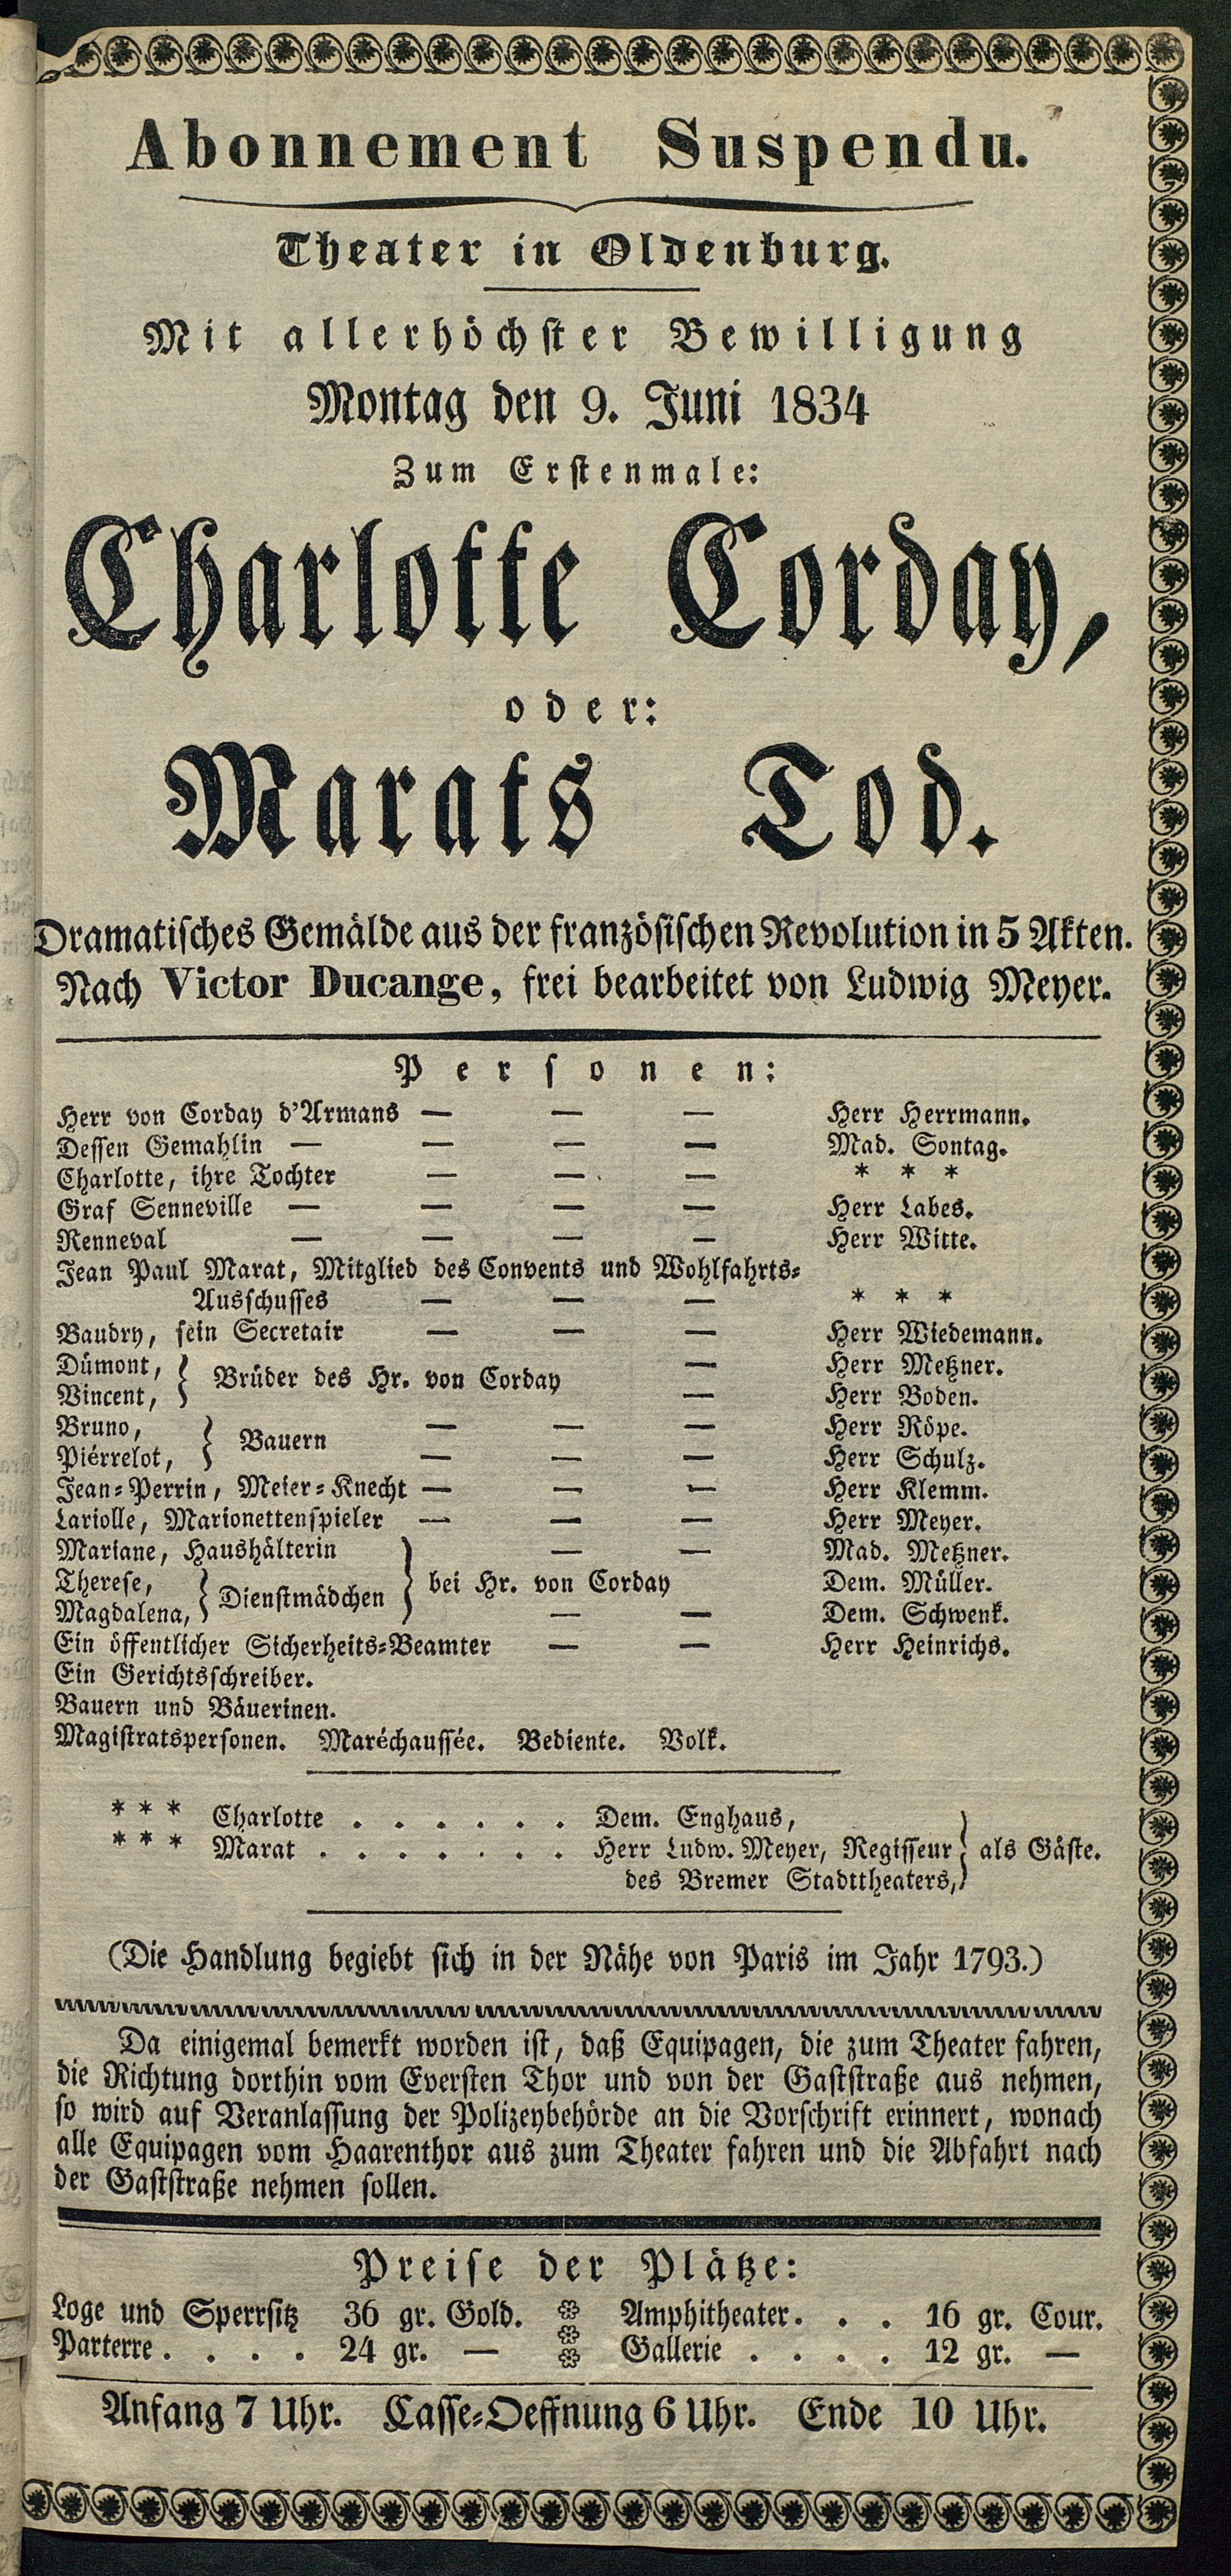 Abonnement Suspendu.
Theater in Oldenburg.
Mit allerhöchster Bewilligung
Montag den 9. Juni 1834
Zum Erstenmale:
Charlotte Corday,
oder:
Marats Tod.
Dramatisches Gemälde aus der französischen Revolution in 5 Akten.
Nach Victor Ducange, frei bearbeitet von Ludwig Meyer.
Personen:
Herr von Corday d'Armans — — — Herr Herrmann.
Dessen Gemahlin — — — — Mad. Sontag.
Charlotte, ihre Tochter — — — * * *
Graf Senneville — — — — Herr Labes.
Renneval — — — — Herr Witte.
Jean Paul Marat, Mitglied des Convents und Wohlfahrts-
Ausschusses — — — * * *
Baudry, sein Secretair — — — Herr Wiedemann.
Dümont, } Brüder des Hr. von Corday — Herr Metzner.
Vincent, — Herr Boden.
Bruno, } Bauern — — — Herr Röpe.
Piérrelot, — — — Herr Schulz.
Jean-Perrin, Meier-Knecht — — — Herr Klemm.
Lariolle, Marionettenspieler — — — Herr Meyer.
Mariane, Haushälterin — — Mad. Metzner.
Therese, } Dienstmädchen } bei Hr. von Corday Dem. Müller.
Magdalena, — — Dem. Schwenk.
Ein öffentlicher Sicherheits-Beamter — — Herr Heinrichs.
Ein Gerichtsschreiber.
Bauern und Bäuerinen.
Magistratspersonen. Maréchaussée. Bediente. Volk.
* * * Charlotte . . . . . . Dem. Enghaus,
* * * Marat . . . . . . . Herr Ludw. Meyer, Regisseur } als Gäste.
des Bremer Stadttheaters,
(Die Handlung begiebt sich in der Nähe von Paris im Jahr 1793.)
Da einigemal bemerkt worden ist, daß Equipagen, die zum Theater fahren,
die Richtung dorthin vom Eversten Thor und von der Gaststraße aus nehmen,
so wird auf Veranlassung der Polizeybehörde an die Vorschrift erinnert, wonach
alle Equipagen vom Haarenthor aus zum Theater fahren und die Abfahrt nach
der Gaststraße nehmen sollen.
Preise der Plätze:
Loge und Sperrsitz 36 gr. Gold. Amphitheater. . . 16 gr. Cour.
Parterre. . . . 24 gr. — Gallerie . . . . 12 gr. —
Anfang 7 Uhr. Casse-Oeffnung 6 Uhr. Ende 10 Uhr.